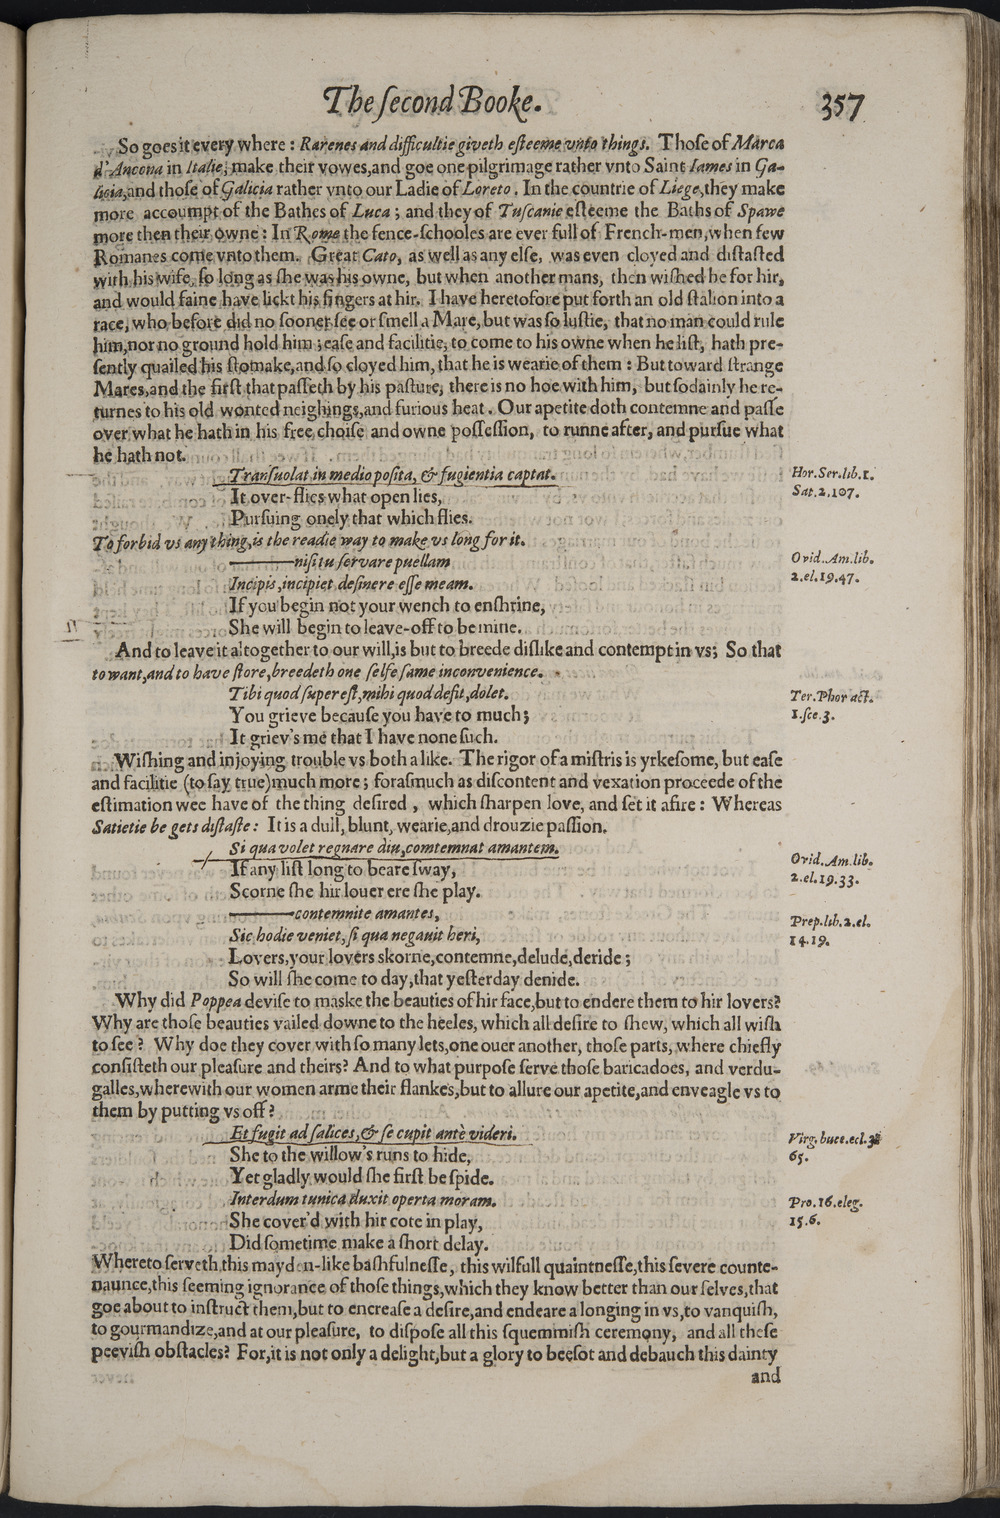 The ſecond Booke. 357
So goes it every where : Rarenes and difficultie giveth eſteeme vnto things. Thoſe of Marca
d'Ancona in Italie, make their vowes,and goe one pilgrimage rather vnto Saint Iames in Ga-
licia,and thoſe of Galicia rather vnto our Ladie of Loreto. In the countrie of Liege,they make
more accoumpt of the Bathes of Luca ; and they of Tuſcanie eſteeme the Baths of Spawe
more then their owne : In Rome the fence-ſchooles are ever full of French-men,when few
Romanes come vnto them. Great Cato, as well as any elſe, was even cloyed and diſtaſted
with his wife, ſo long as ſhe was his owne, but when another mans, then wiſhed he for hir,
and would faine have lickt his fingers at hir. I have heretofore put forth an old ſtalion into a
race, who before did no ſooner ſee or ſmell a Mare, but was ſo luſtie, that no man could rule
him,nor no ground hold him ; eaſe and facilitie, to come to his owne when he liſt, hath pre-
ſently quailed his ſtomake,and ſo cloyed him, that he is wearie of them : But toward ſtrange
Mares,and the firſt that paſſeth by his paſture, there is no hoe with him, but ſodainly he re-
turnes to his old wonted neighings,and furious heat. Our apetite doth contemne and paſſe
over what he hath in his free choiſe and owne poſſeſſion, to runne after, and purſue what
he hath not.
Tranſuolat in medio poſita, & fugientia captat. Hor.Ser.lib.1.
It over-flies what open lies, Sat.2.107.
Purſuing onely that which flies.
To forbid vs any thing,is the readie way to make vs long for it.
———niſi tu ſervare puellam Ovid.Am.lib.
Incipis,incipiet deſinere eſſe meam. 2.el.19.47.
If you begin not your wench to enſhrine,
She will begin to leave-off to be mine.
And to leave it altogether to our will,is but to breede diſlike and contempt in vs; So that
to want,and to have ſtore,breedeth one ſelfe ſame inconvenience.
Tibi quod ſupereſt,mihi quod deſit,dolet. Ter.Phor act.
You grieve becauſe you have to much; 1.ſce.3.
It griev's me that I have none ſuch.
Wiſhing and injoying trouble vs both alike. The rigor of a miſtris is yrkeſome, but eaſe
and facilitie (to ſay true)much more ; foraſmuch as diſcontent and vexation proceede of the
eſtimation wee have of the thing deſired , which ſharpen love, and ſet it afire : Whereas
Satietie be gets diſtaſte : It is a dull, blunt, wearie,and drouzie paſſion.
Si qua volet regnare diu,comtemnat amantem.
If any liſt long to beare ſway, Ovid.Am.lib.
Scorne ſhe hir louer ere ſhe play. 2.el.19.33.
———contemnite amantes, Prep.lib.2.el.
Sic hodie veniet,ſi qua negauit heri, 14.19.
Lovers,your lovers skorne,contemne,delude,deride ;
So will ſhe come to day,that yeſterday denide.
Why did Poppea deviſe to maske the beauties of hir face,but to endere them to hir lovers?
Why are thoſe beauties vailed downe to the heeles, which all deſire to ſhew, which all wiſh
to ſee ? Why doe they cover with ſo many lets,one ouer another, thoſe parts, where chiefly
conſiſteth our pleaſure and theirs? And to what purpoſe ſerve thoſe baricadoes, and verdu-
galles,wherewith our women arme their flankes,but to allure our apetite,and enveagle vs to
them by putting vs off ?
Et fugit ad ſalices,& ſe cupit antè videri. Virg. bucc.ecl.3
She to the willow's runs to hide, 65.
Yet gladly would ſhe firſt be ſpide.
Interdum tunica duxit operta moram. Pro.16.eleg.
She cover'd with hir cote in play, 15.6.
Did ſometime make a ſhort delay.
Whereto ſerveth,this mayden-like baſhfulneſſe, this wilfull quaintneſſe,this ſevere counte-
naunce,this ſeeming ignorance of thoſe things,which they know better than our ſelves,that
goe about to inſtruct them,but to encreaſe a deſire,and endeare a longing in vs,to vanquiſh,
to gourmandize,and at our pleaſure, to diſpoſe all this ſquemmiſh ceremony, and all theſe
peeviſh obſtacles? For,it is not only a delight,but a glory to beeſot and debauch this dainty
and